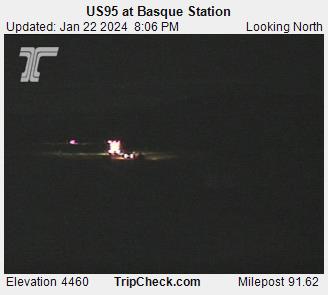 US95 at Basque Station
Updated: Jan 22 2024 8:06 PM Looking North
Elevation 4460 TripCheck.com Milepost 91.62